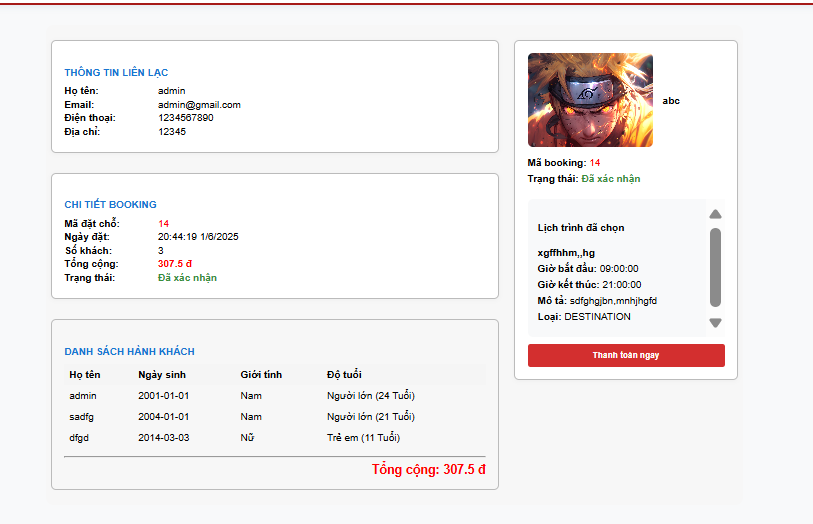 THÔNG TIN LIÊN LẠC
Họ tên: admin
Email: admin@gmail.com
Điện thoại: 1234567890
Địa chỉ: 12345
CHI TIẾT BOOKING
Mã đặt chỗ: 14
Ngày đặt: 20:44:19 1/6/2025
Số khách: 3
Tổng cộng: 307.5 đ
Trạng thái: Đã xác nhận
DANH SÁCH HÀNH KHÁCH
Họ tên Ngày sinh Giới tính Độ tuổi
admin 2001-01-01 Nam Người lớn (24 Tuổi)
sadfg 2004-01-01 Nam Người lớn (21 Tuổi)
dfgd 2014-03-03 Nữ Trẻ em (11 Tuổi)
Tổng cộng: 307.5 đ
abc
Mã booking: 14
Trạng thái: Đã xác nhận
Lịch trình đã chọn
xgffhhm,,hg
Giờ bắt đầu: 09:00:00
Giờ kết thúc: 21:00:00
Mô tả: sdfghgjbn,mnhjhgfd
Loại: DESTINATION
Thanh toán ngay